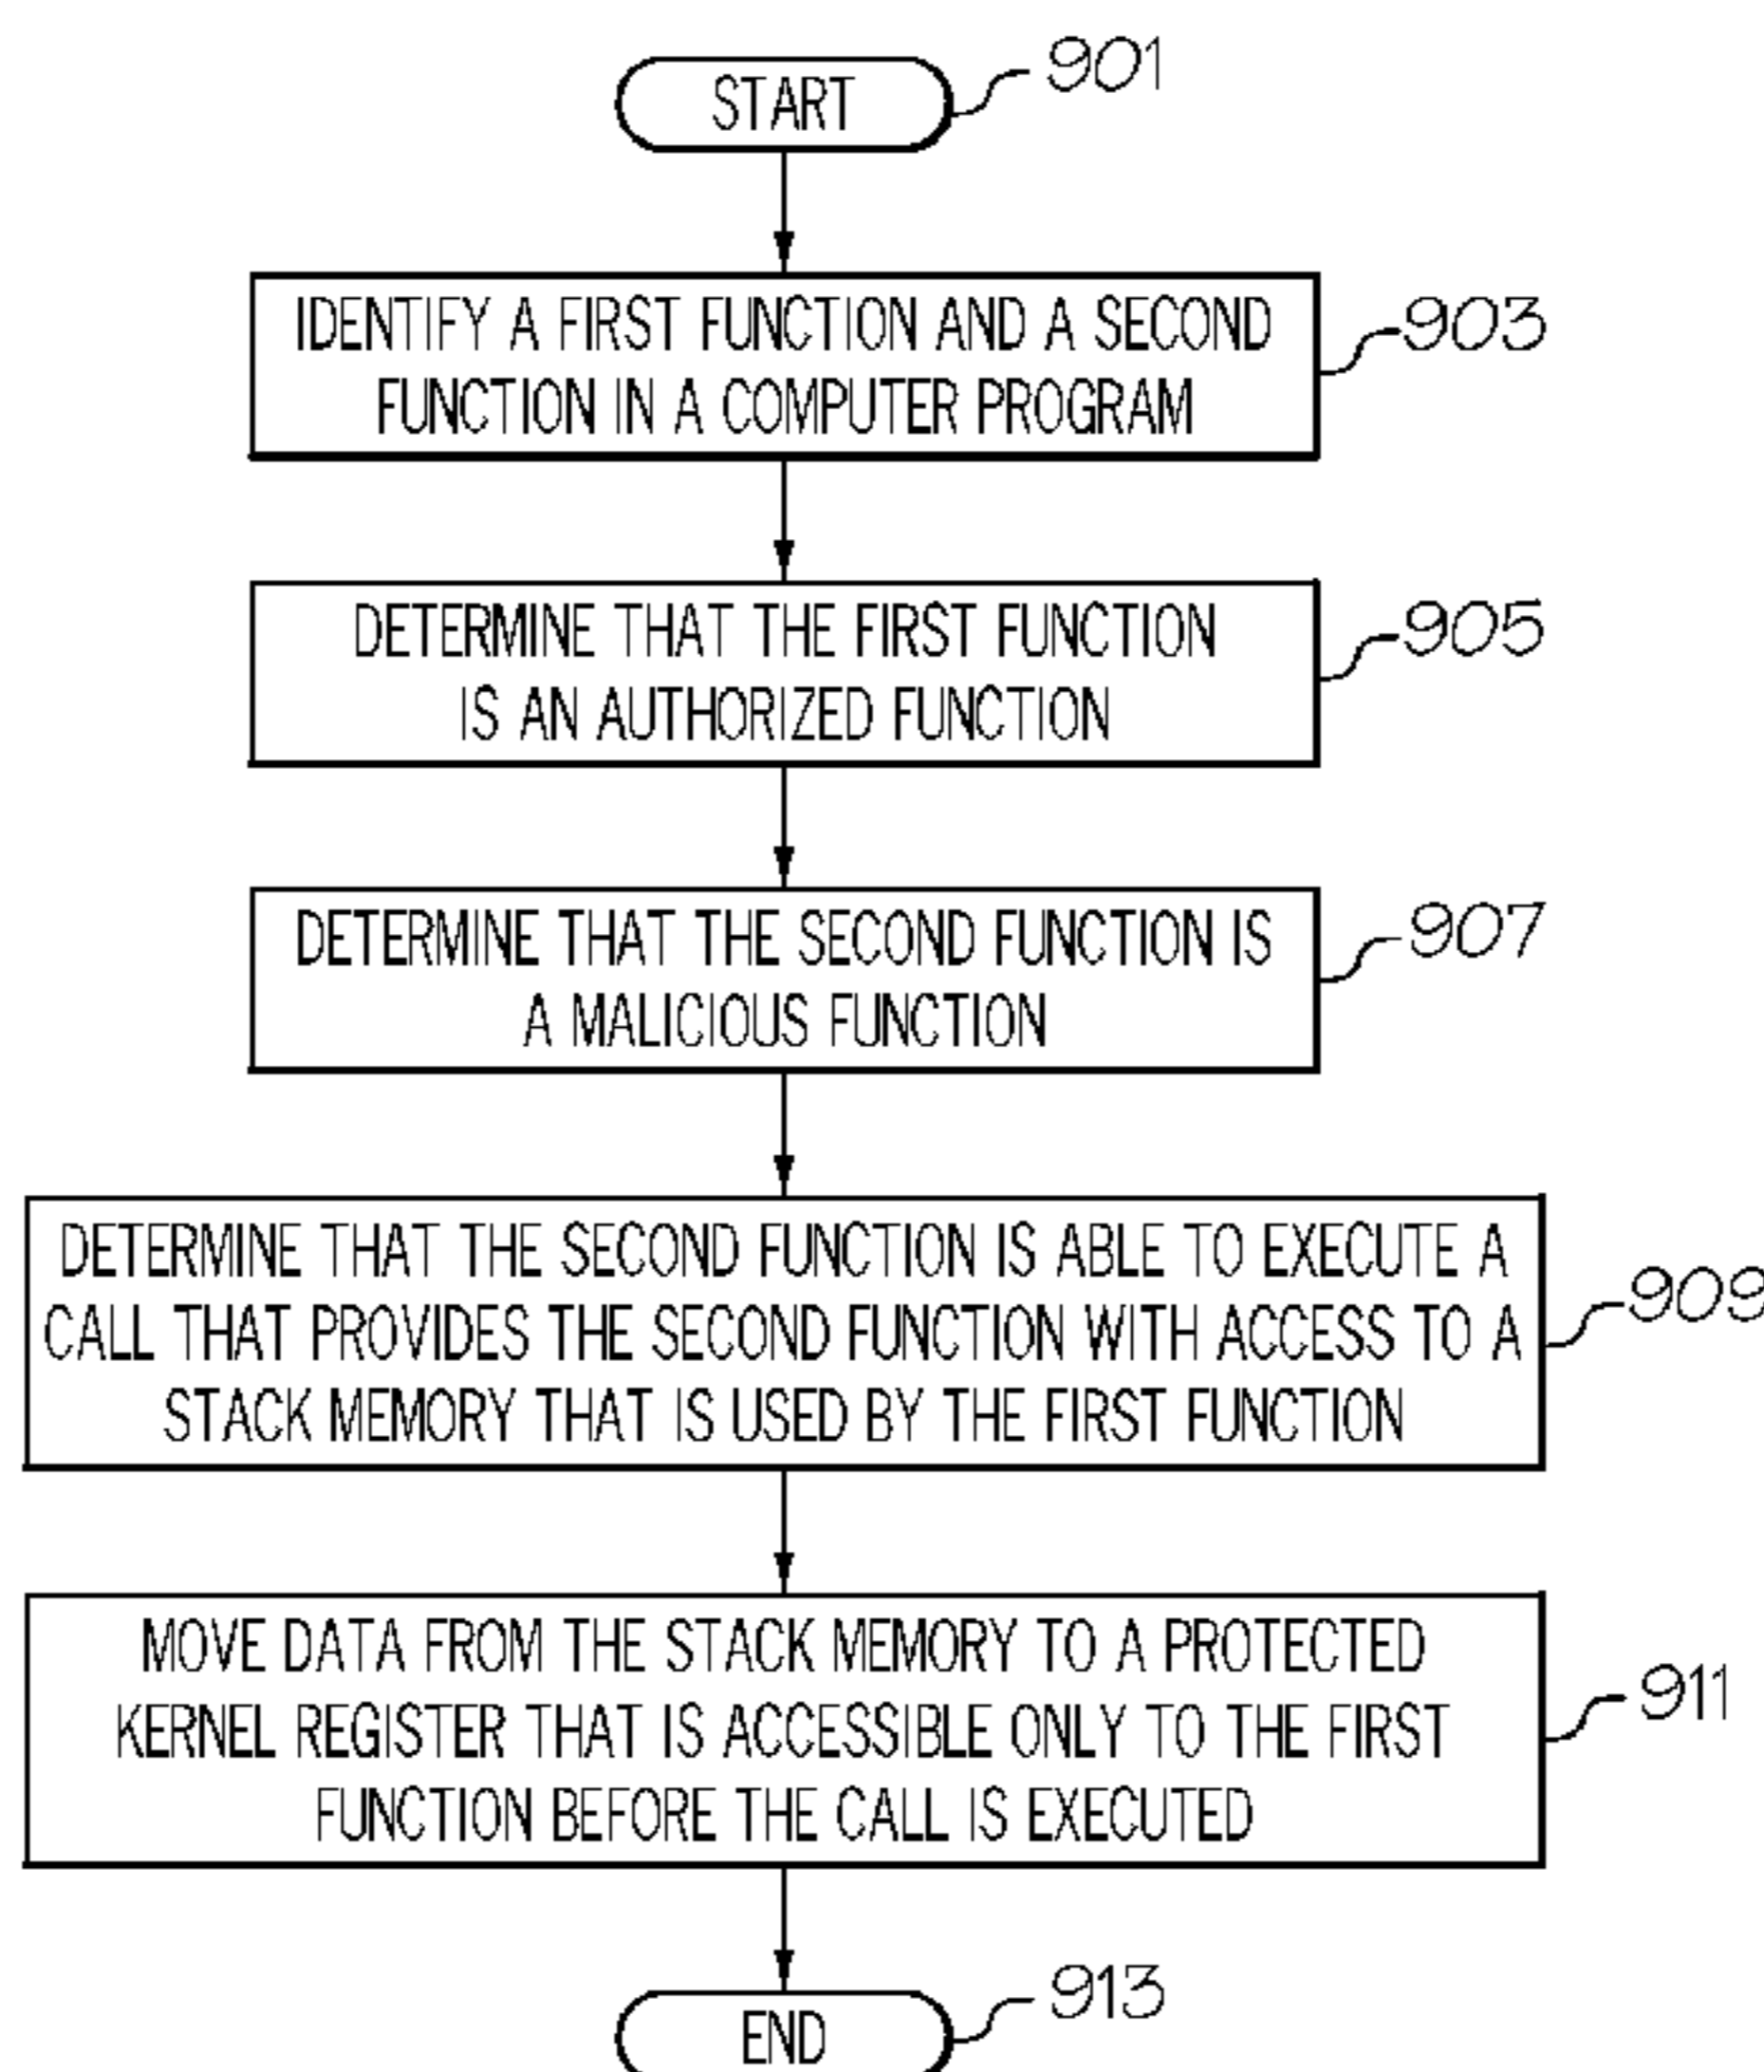 START
901
IDENTIFY A FIRST FUNCTION AND A SECOND
FUNCTION IN A COMPUTER PROGRAM
903
DETERMINE THAT THE FIRST FUNCTION
IS AN AUTHORIZED FUNCTION
905
DETERMINE THAT THE SECOND FUNCTION IS
A MALICIOUS FUNCTION
907
DETERMINE THAT THE SECOND FUNCTION IS ABLE TO EXECUTE A
CALL THAT PROVIDES THE SECOND FUNCTION WITH ACCESS TO A
STACK MEMORY THAT IS USED BY THE FIRST FUNCTION
909
MOVE DATA FROM THE STACK MEMORY TO A PROTECTED
KERNEL REGISTER THAT IS ACCESSIBLE ONLY TO THE FIRST
FUNCTION BEFORE THE CALL IS EXECUTED
911
END
913